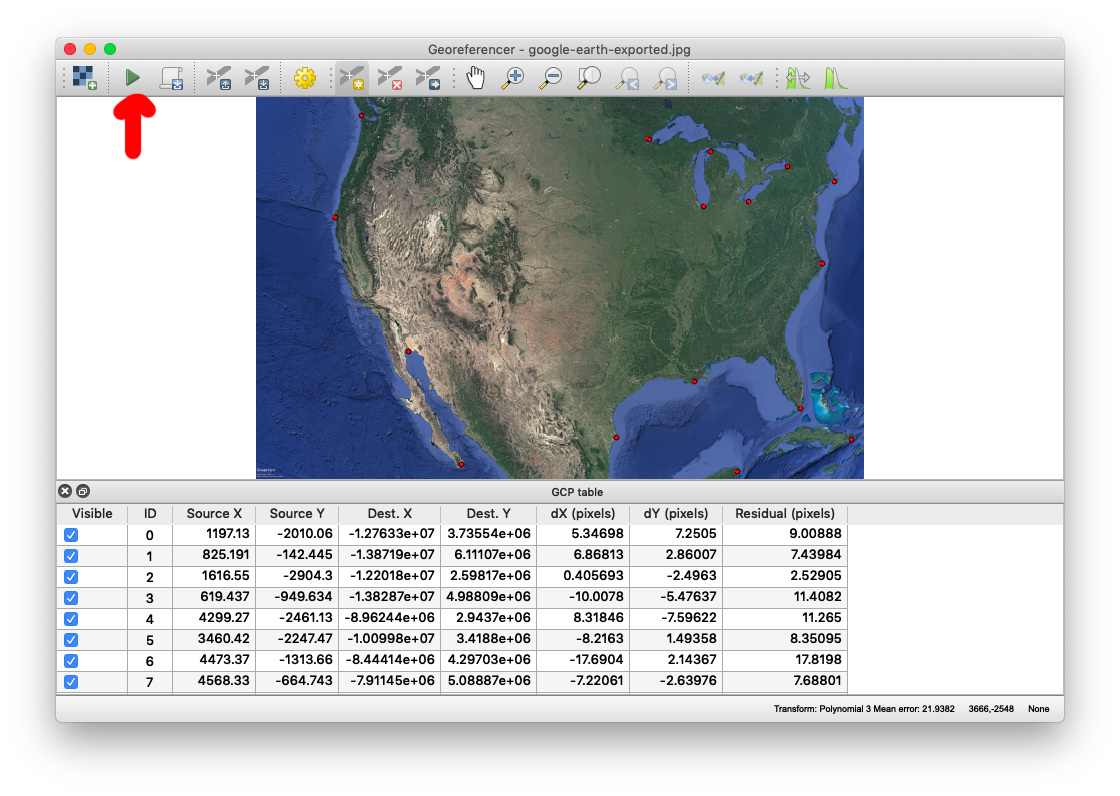 Georeferencer - google-earth-exported.jpg
Google Earth
GCP table
Visible ID Source X Source Y Dest. X Dest. Y dX (pixels) dY (pixels) Residual (pixels)
0 1197.13 -2010.06 -1.27633e+07 3.73554e+06 5.34698 7.2505 9.00888
1 825.191 -142.445 -1.38719e+07 6.11107e+06 6.86813 2.86007 7.43984
2 1616.55 -2904.3 -1.22018e+07 2.59817e+06 0.405693 -2.4963 2.52905
3 619.437 -949.634 -1.38287e+07 4.98809e+06 -10.0078 -5.47637 11.4082
4 4299.27 -2461.13 -8.96244e+06 2.9437e+06 8.31846 -7.59622 11.265
5 3460.42 -2247.47 -1.00998e+07 3.4188e+06 -8.2163 1.49358 8.35095
6 4473.37 -1313.66 -8.44414e+06 4.29703e+06 -17.6904 2.14367 17.8198
7 4568.33 -664.743 -7.91145e+06 5.08887e+06 -7.22061 -2.63976 7.68801
Transform: Polynomial 3 Mean error: 21.9382 3666,-2548 None